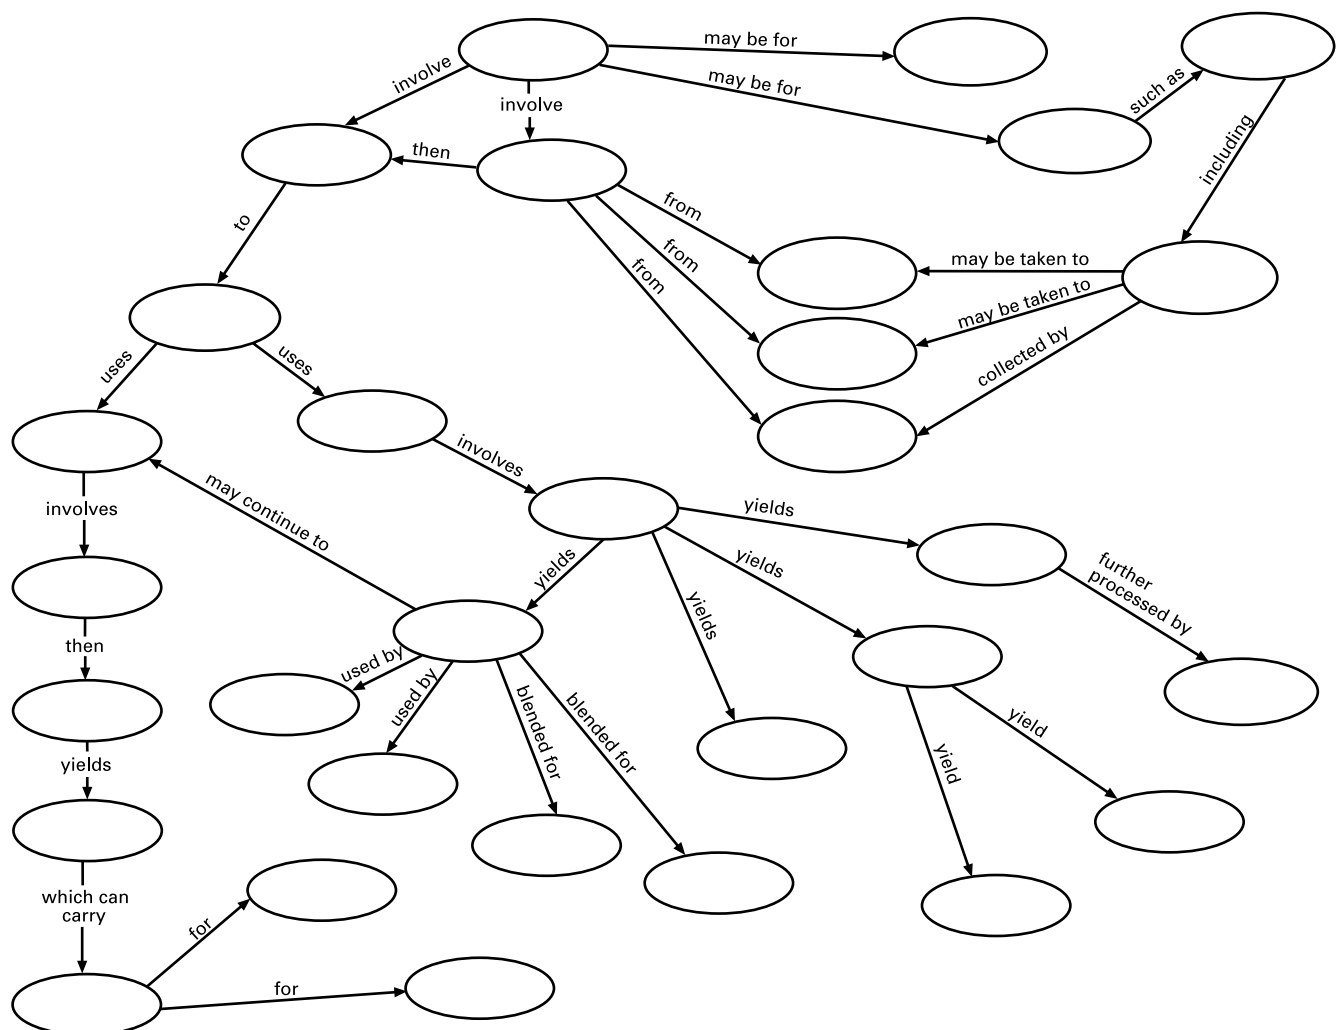 may be for
may be for
such as
involve
involve
then
including
to
from
from
from
may be taken to
may be taken to
collected by
uses
uses
involves
may continue to
involves
yields
yields
yields
yields
further
processed by
then
used by
used by
blended for
blended for
yield
yield
yields
which can
carry
for
for